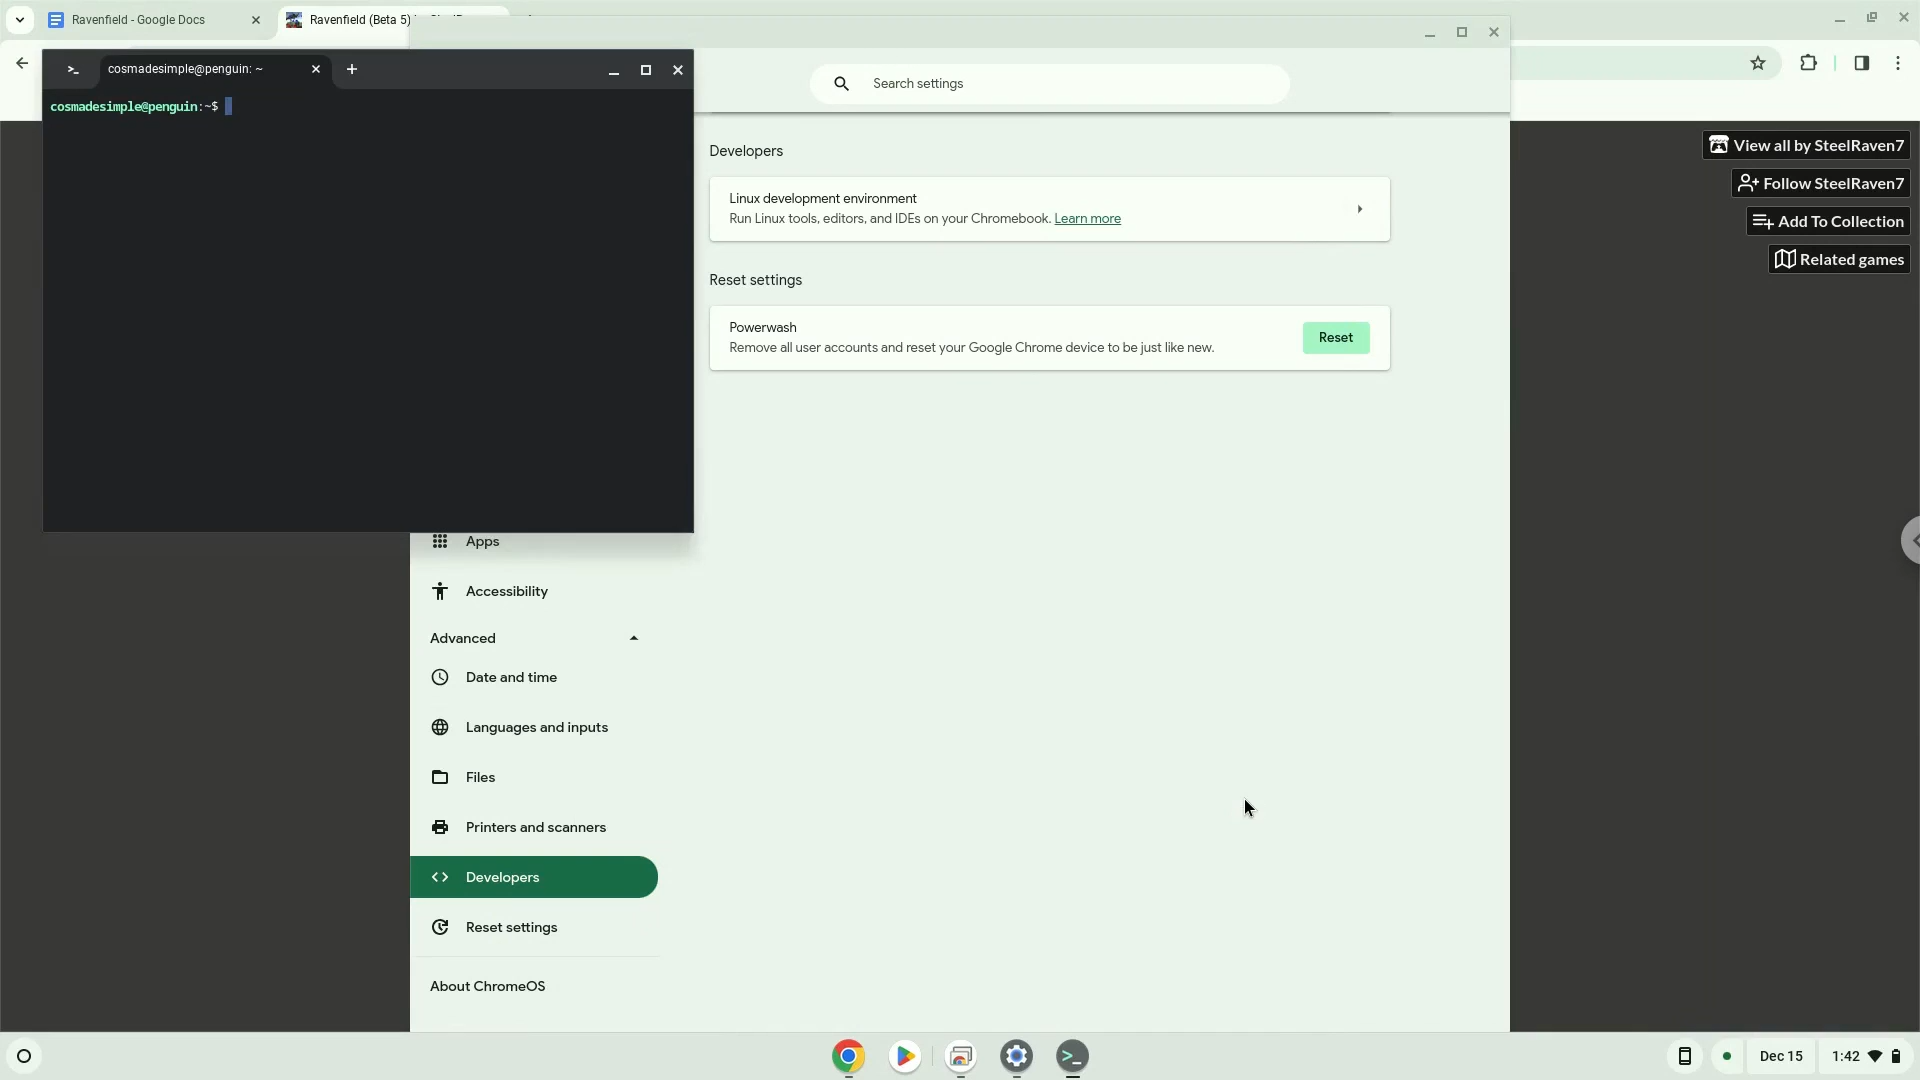 Ravenfield - Google Docs
Ravenfield (Beta 5)
cosmadesimple@penguin: ~
cosmadesimple@penguin:~$
Search settings
Developers
Linux development environment
Run Linux tools, editors, and IDEs on your Chromebook. Learn more
Reset settings
Powerwash
Remove all user accounts and reset your Google Chrome device to be just like new.
Reset
View all by SteelRaven7
Follow SteelRaven7
Add To Collection
Related games
Apps
Accessibility
Advanced
Date and time
Languages and inputs
Files
Printers and scanners
Developers
Reset settings
About ChromeOS
Dec 15
1:42